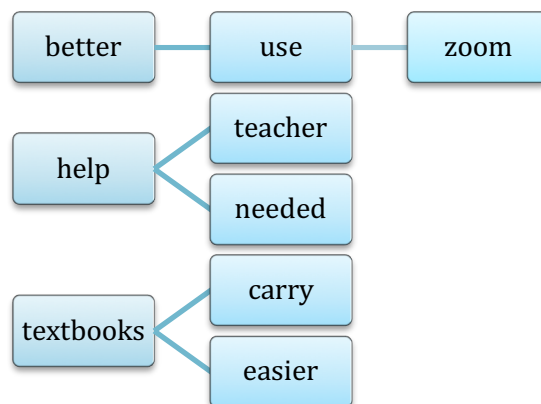 better use zoom
help
teacher
needed
textbooks
carry
easier